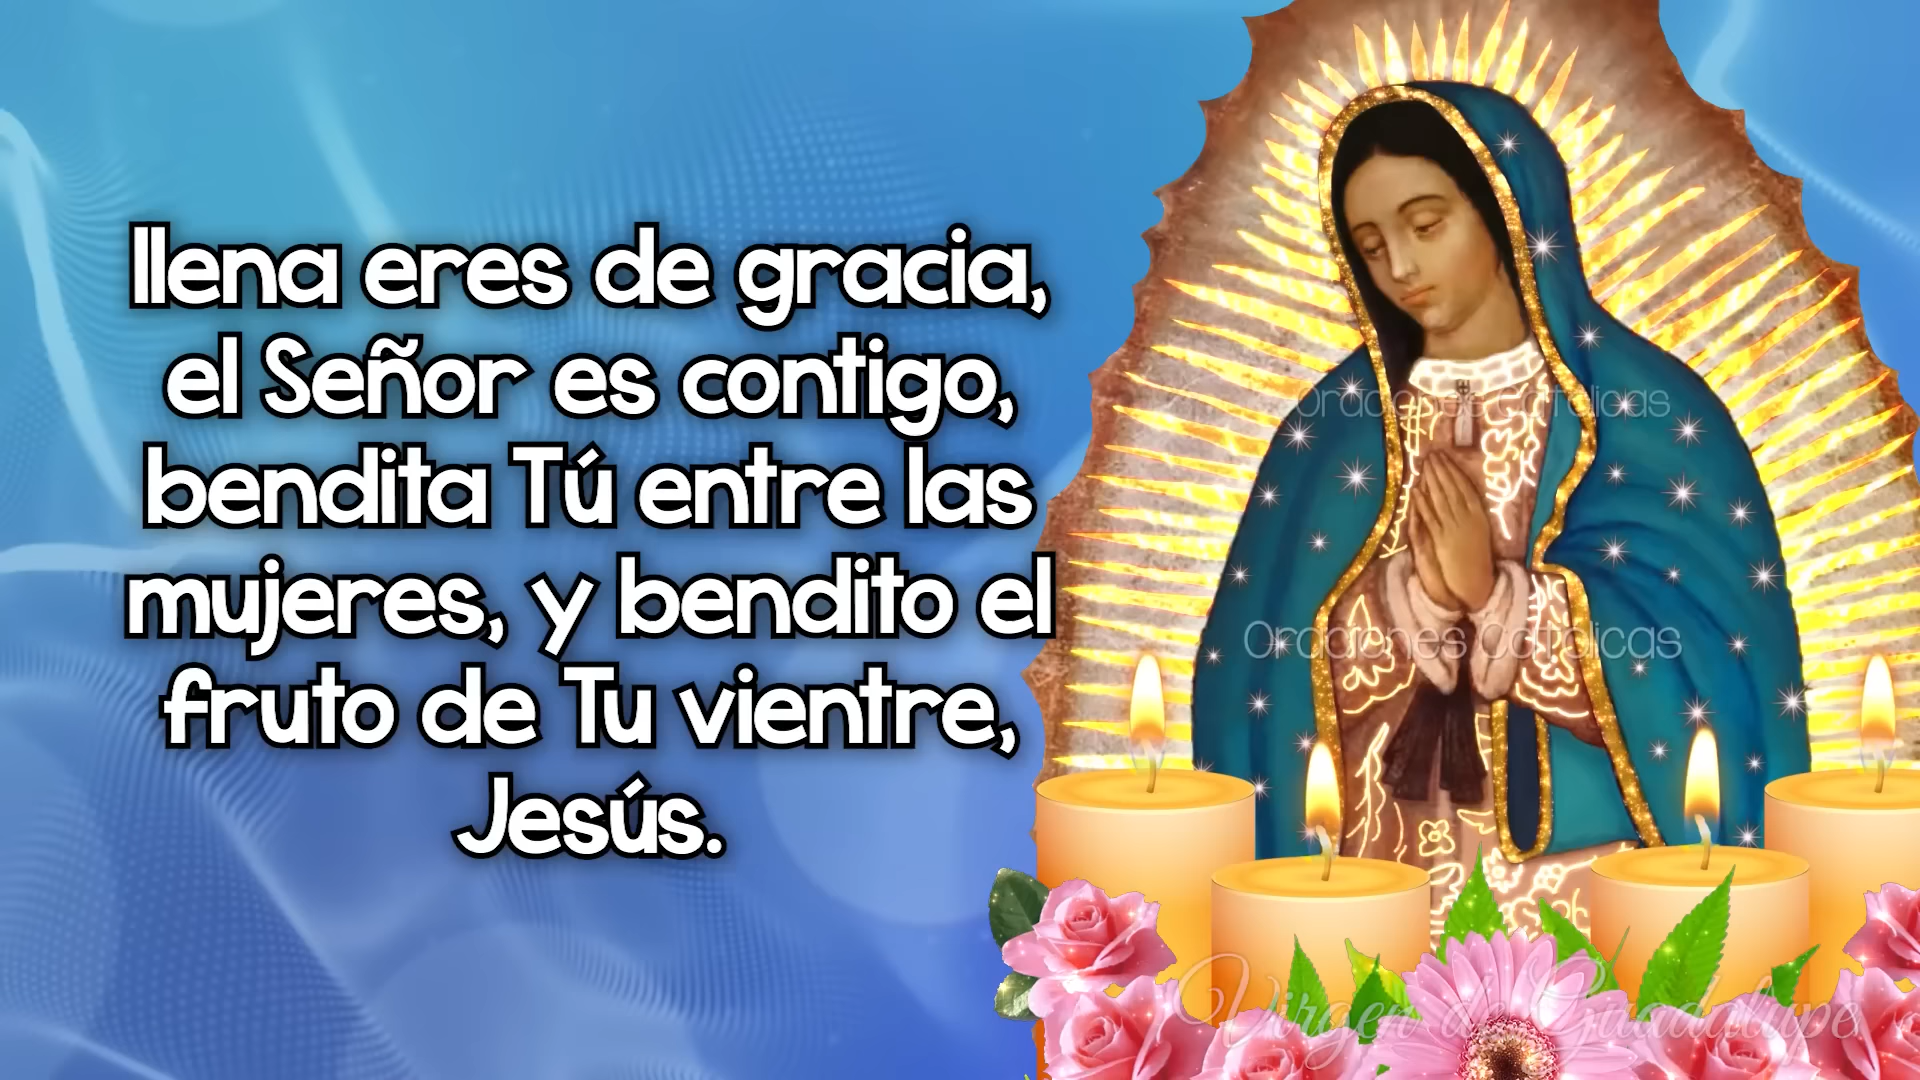 llena eres de gracia,
el Señor es contigo,
bendita Tú entre las
mujeres, y bendito el
fruto de Tu vientre,
Jesús.
Oraciones Católicas
Oraciones Católicas
Virgen de Guadalupe